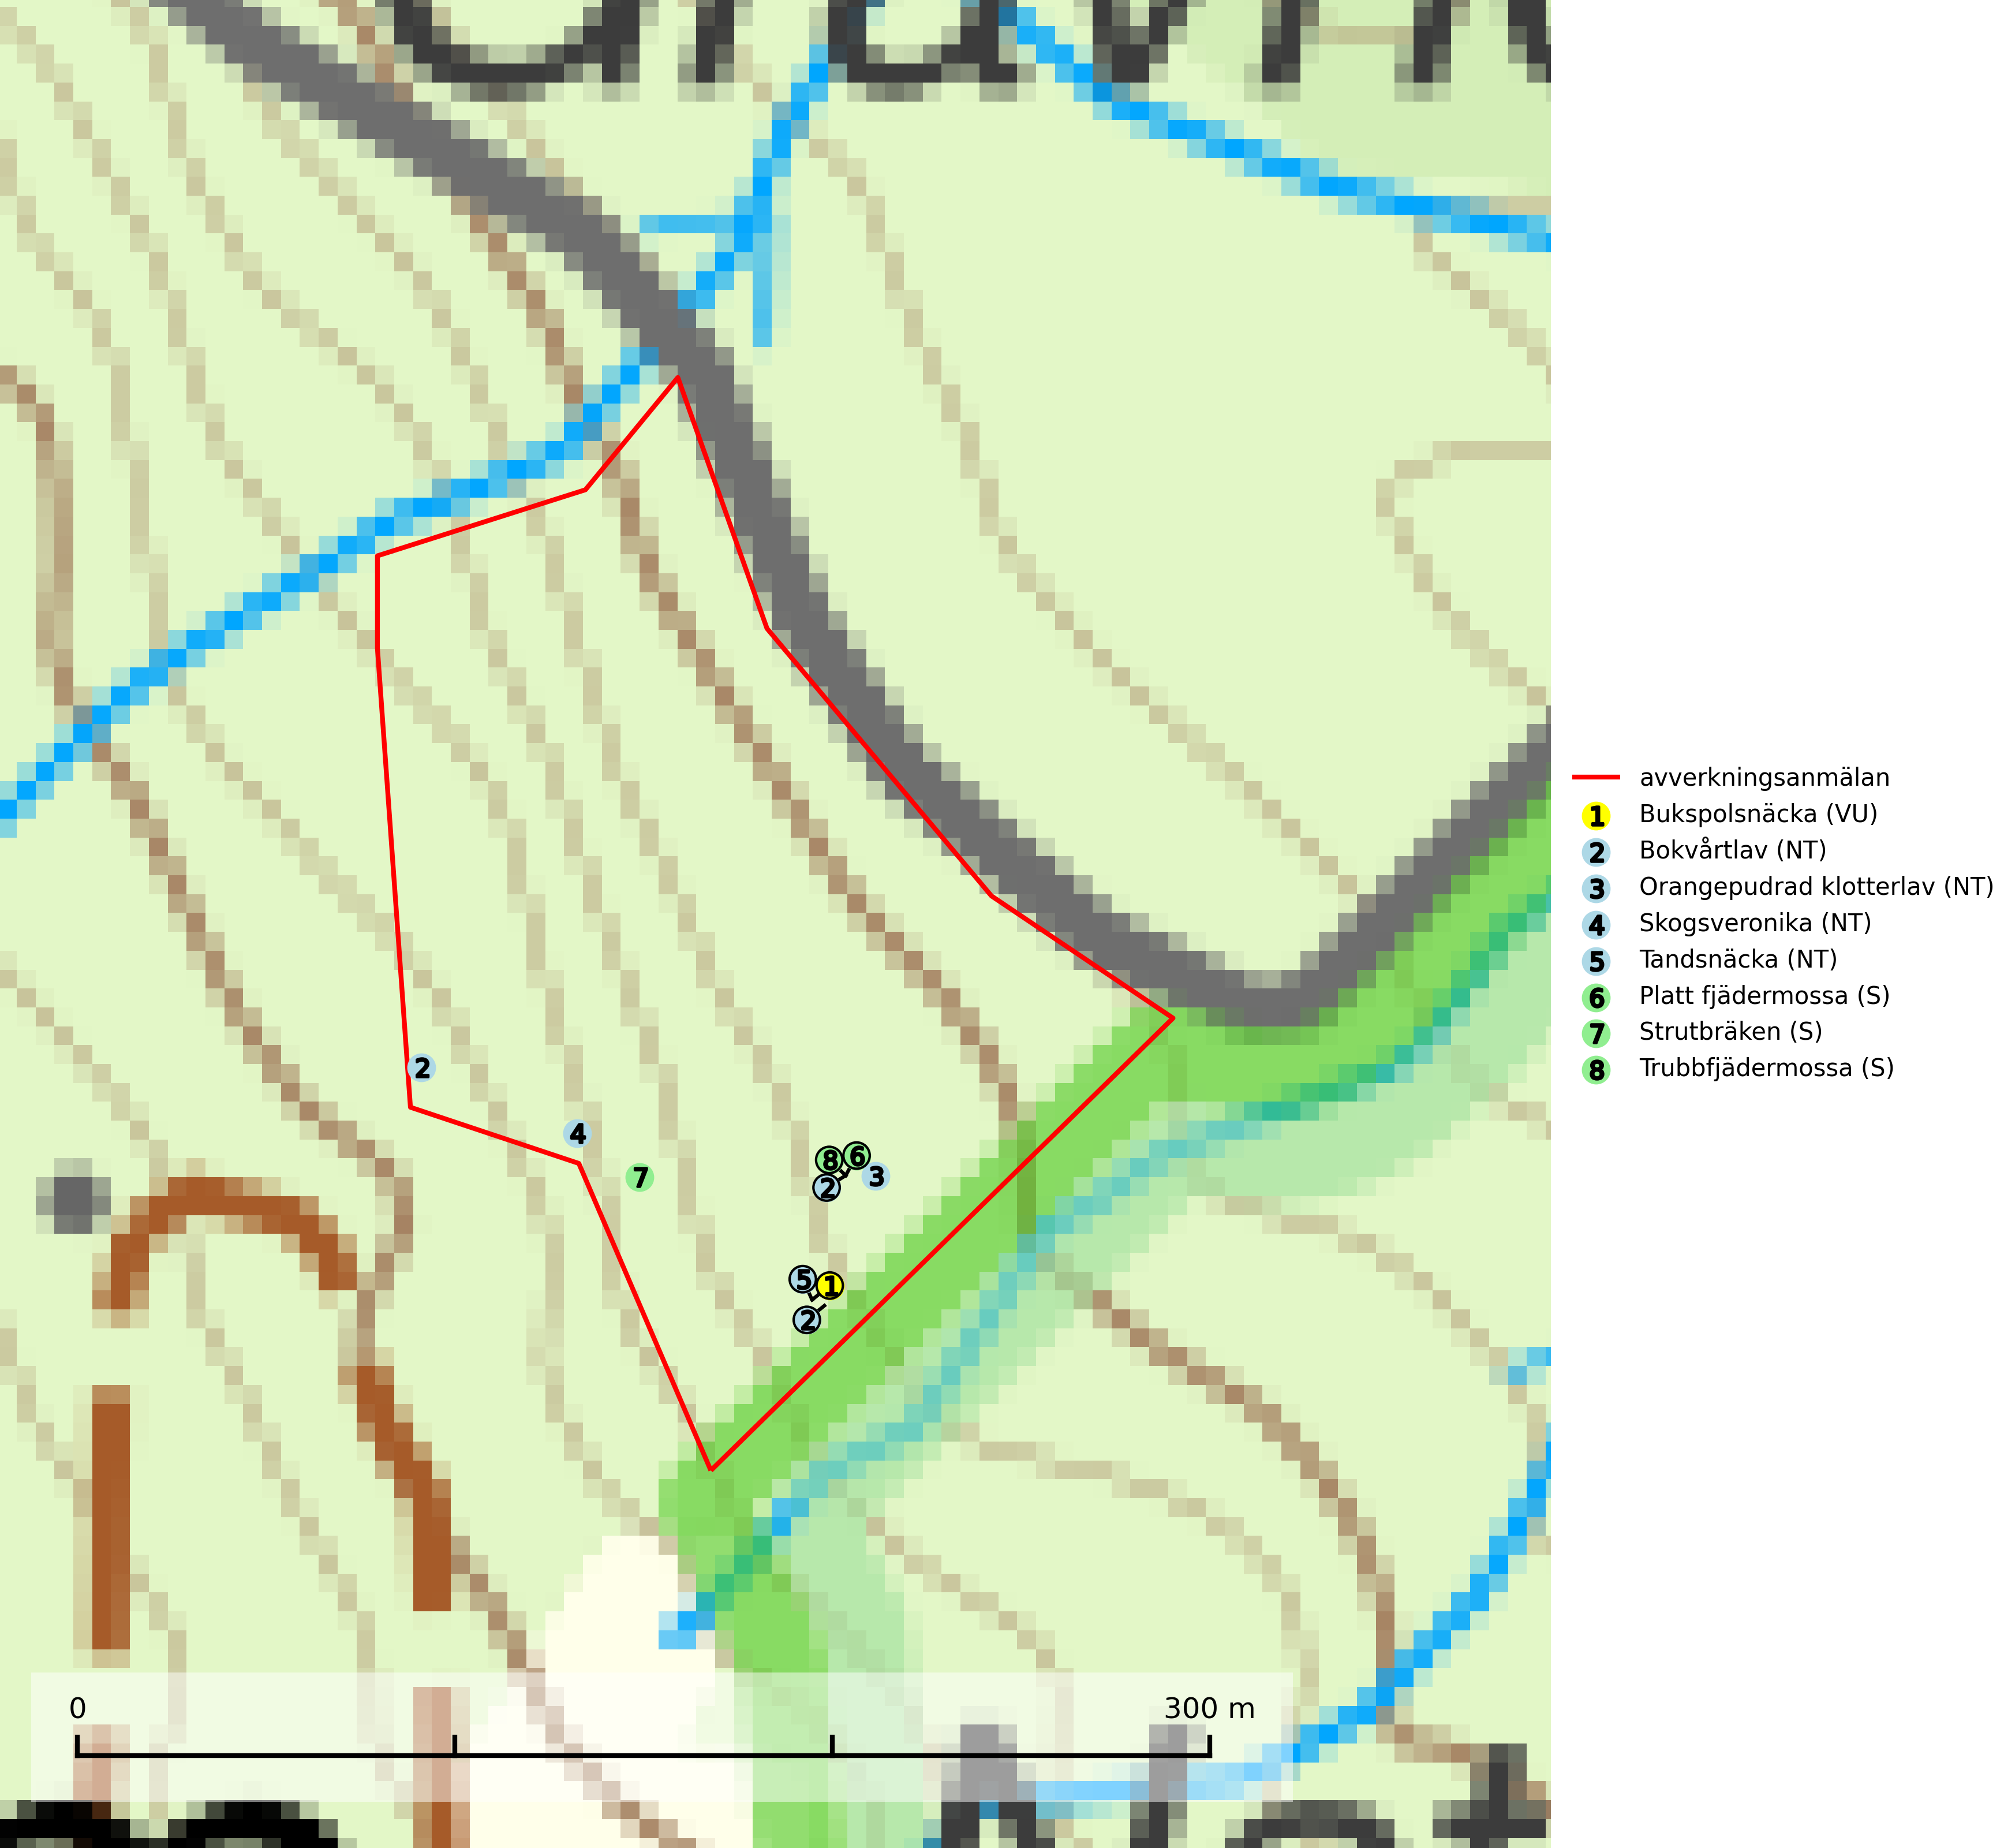 avverkningsanmälan
1 Bukspolsnäcka (VU)
2 Bokvårtlav (NT)
3 Orangepudrad klotterlav (NT)
4 Skogsveronika (NT)
5 Tandsnäcka (NT)
6 Platt fjädermossa (S)
7 Strutbräken (S)
8 Trubbfjädermossa (S)
2
4
8 6
7 3
2
5 1
2
0 300 m